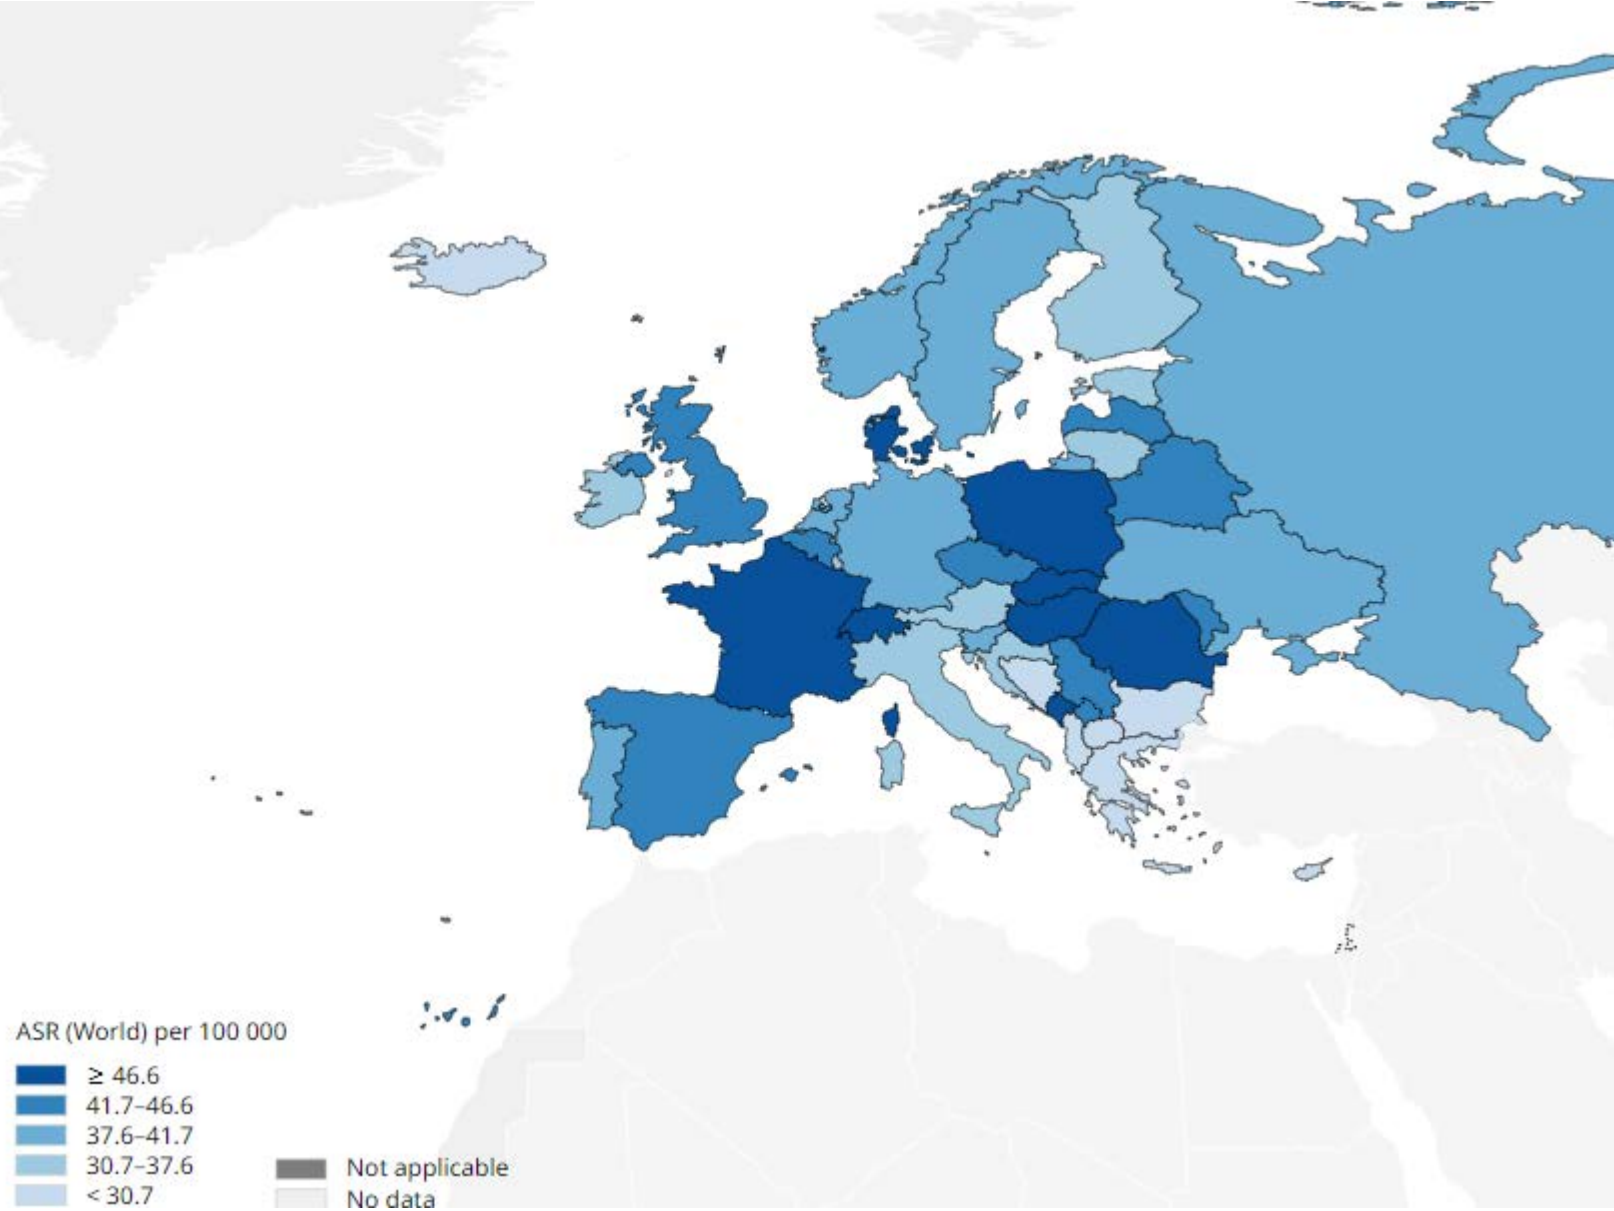 ASR (World) per 100 000
≥ 46.6
41.7–46.6
37.6–41.7
30.7–37.6
< 30.7
Not applicable
No data